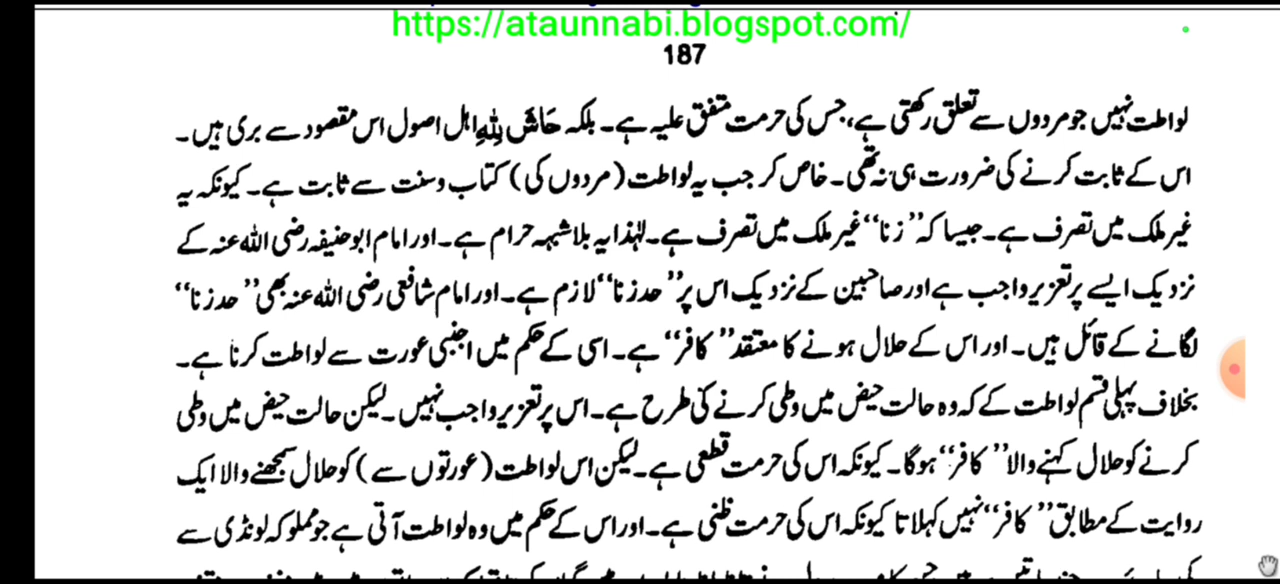 https://ataunnabi.blogspot.com/
187
لواطت نہیں جو مردوں سے تعلق رکھتی ہے، جس کی حرمت متفق علیہ ہے۔ بلکہ حَاشَ لِلّٰہِ اہل اصول اس مقصود سے بری ہیں۔
اس کے ثابت کرنے کی ضرورت ہی نہ تھی۔ خاص کر جب یہ لواطت (مردوں کی) کتاب وسنت سے ثابت ہے۔ کیونکہ یہ
غیر ملک میں تصرف ہے۔ جیسا کہ ”زنا“ غیر ملک میں تصرف ہے۔ لہٰذا یہ بلاشبہہ حرام ہے۔ اور امام ابوحنیفہ رضی اللہ عنہ کے
نزدیک ایسے پر تعزیر واجب ہے اور صاحبین کے نزدیک اس پر ”حد زنا“ لازم ہے۔ اور امام شافعی رضی اللہ عنہ بھی ”حد زنا“
لگانے کے قائل ہیں۔ اور اس کے حلال ہونے کا معتقد ”کافر“ ہے۔ اسی کے حکم میں اجنبی عورت سے لواطت کرنا ہے۔
بخلاف پہلی قسم لواطت کے کہ وہ حالت حیض میں وطی کرنے کی طرح ہے۔ اس پر تعزیر واجب نہیں۔ لیکن حالت حیض میں وطی
کرنے کو حلال کہنے والا ”کافر“ ہوگا۔ کیونکہ اس کی حرمت قطعی ہے۔ لیکن اس لواطت (عورتوں سے) کو حلال سمجھنے والا ایک
روایت کے مطابق ”کافر“ نہیں کہلاتا کیونکہ اس کی حرمت ظنی ہے۔ اور اس کے حکم میں وہ لواطت آتی ہے جو مملوکہ لونڈی سے